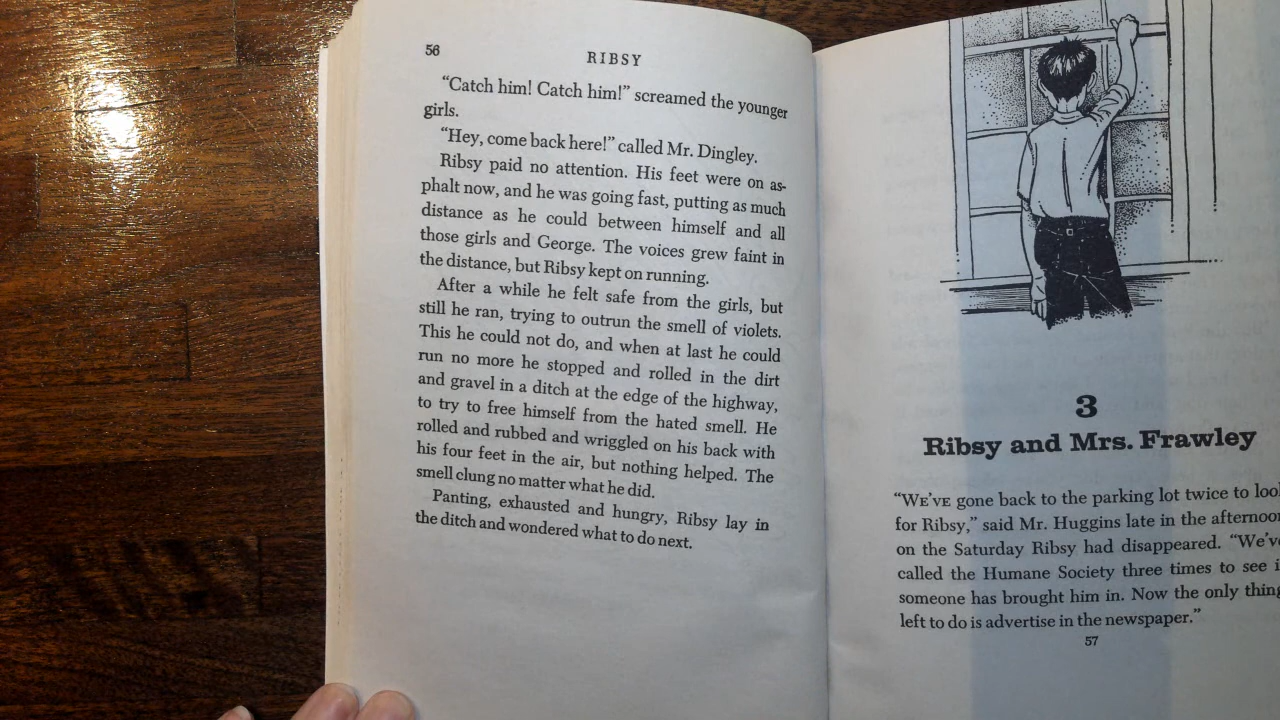 56
RIBSY
“Catch him! Catch him!” screamed the younger
girls.
“Hey, come back here!” called Mr. Dingley.
Ribsy paid no attention. His feet were on as-
phalt now, and he was going fast, putting as much
distance as he could between himself and all
those girls and George. The voices grew faint in
the distance, but Ribsy kept on running.
After a while he felt safe from the girls, but
still he ran, trying to outrun the smell of violets.
This he could not do, and when at last he could
run no more he stopped and rolled in the dirt
and gravel in a ditch at the edge of the highway,
to try to free himself from the hated smell. He
rolled and rubbed and wriggled on his back with
his four feet in the air, but nothing helped. The
smell clung no matter what he did.
Panting, exhausted and hungry, Ribsy lay in
the ditch and wondered what to do next.
3
Ribsy and Mrs. Frawley
“WE’VE gone back to the parking lot twice to
for Ribsy,” said Mr. Huggins late in the afternoon
on the Saturday Ribsy had disappeared.
called the Humane Society three times to see
someone has brought him in. Now the only thing
left to do is advertise in the newspaper.”
57